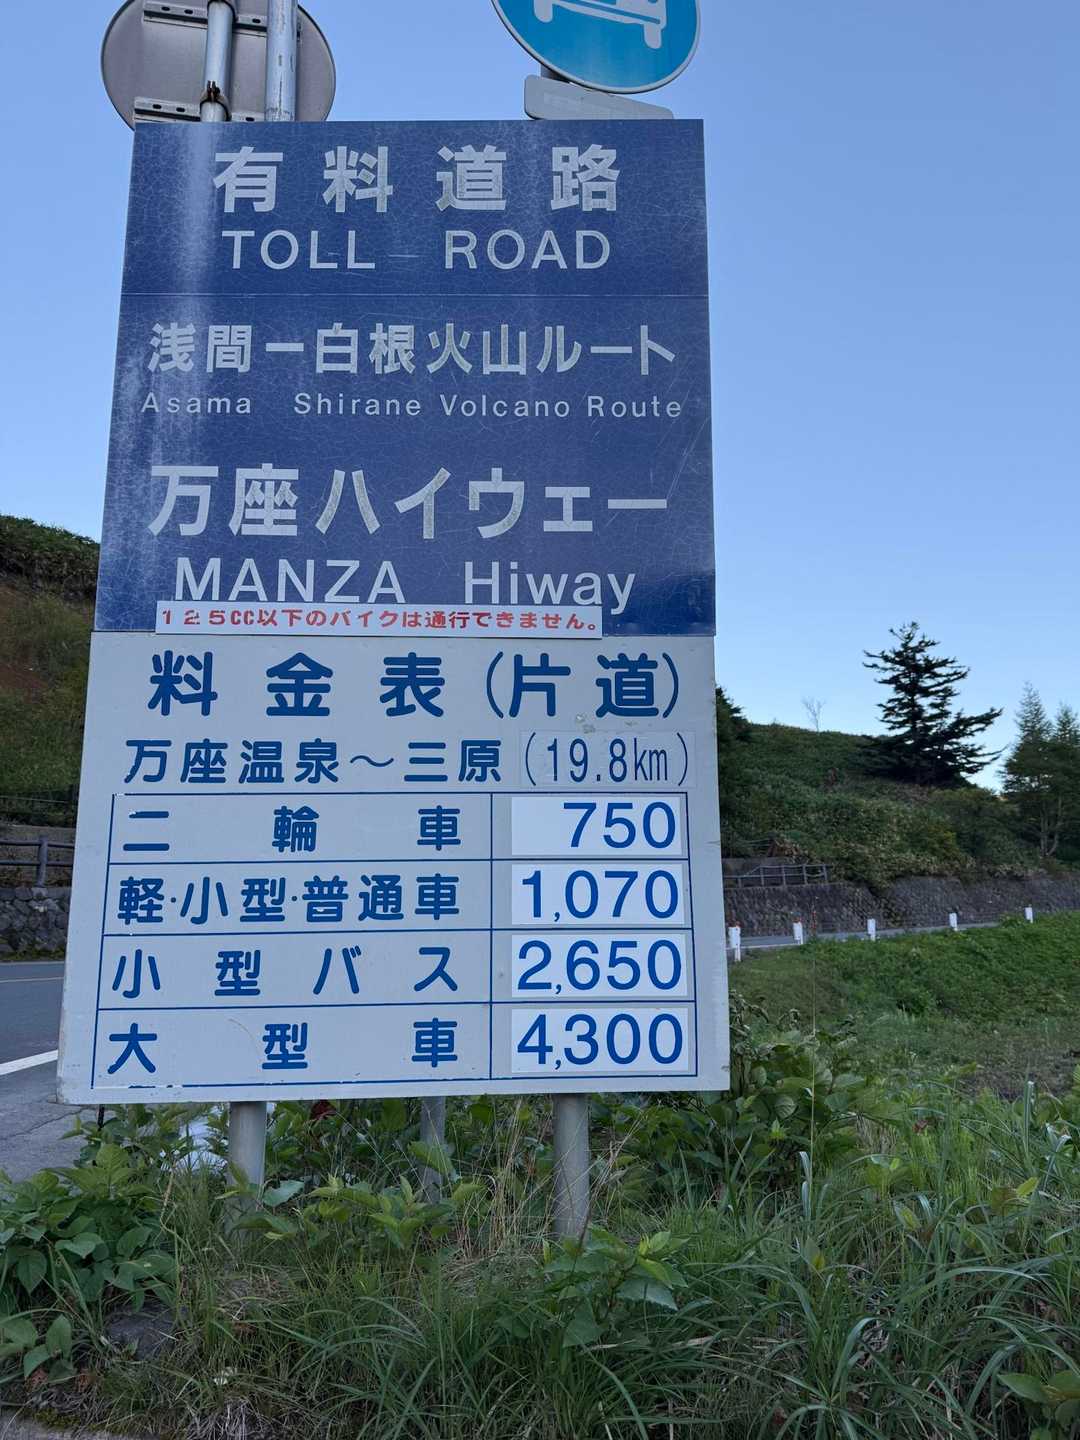 有料道路
TOLL ROAD
浅間ー白根火山ルート
Asama Shirane Volcano Route
万座ハイウェー
MANZA Hiway
125CC以下のバイクは通行できません。
料金表(片道)
万座温泉〜三原(19.8km)
二輪車 750
軽・小型・普通車 1,070
小型バス 2,650
大型車 4,300